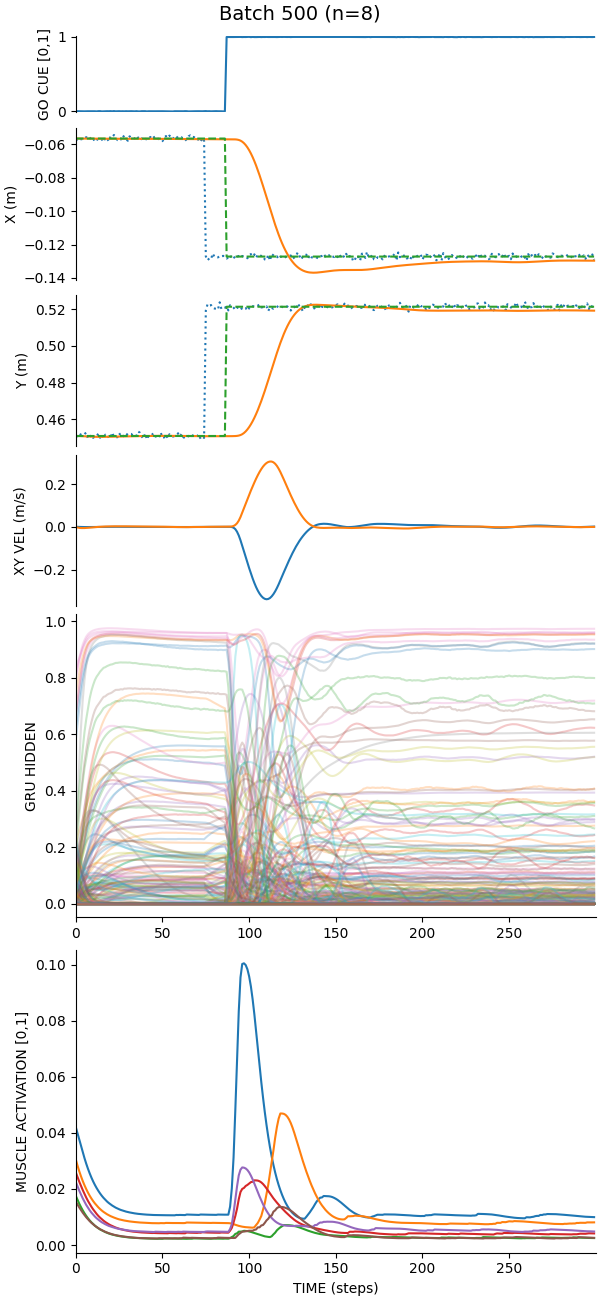 Batch 500 (n=8)
GO CUE [0,1]
1
0
X (m)
−0.06
−0.08
−0.10
−0.12
−0.14
Y (m)
0.52
0.50
0.48
0.46
XY VEL (m/s)
0.2
0.0
−0.2
GRU HIDDEN
1.0
0.8
0.6
0.4
0.2
0.0
0 50 100 150 200 250
MUSCLE ACTIVATION [0,1]
0.10
0.08
0.06
0.04
0.02
0.00
0 50 100 150 200 250
TIME (steps)